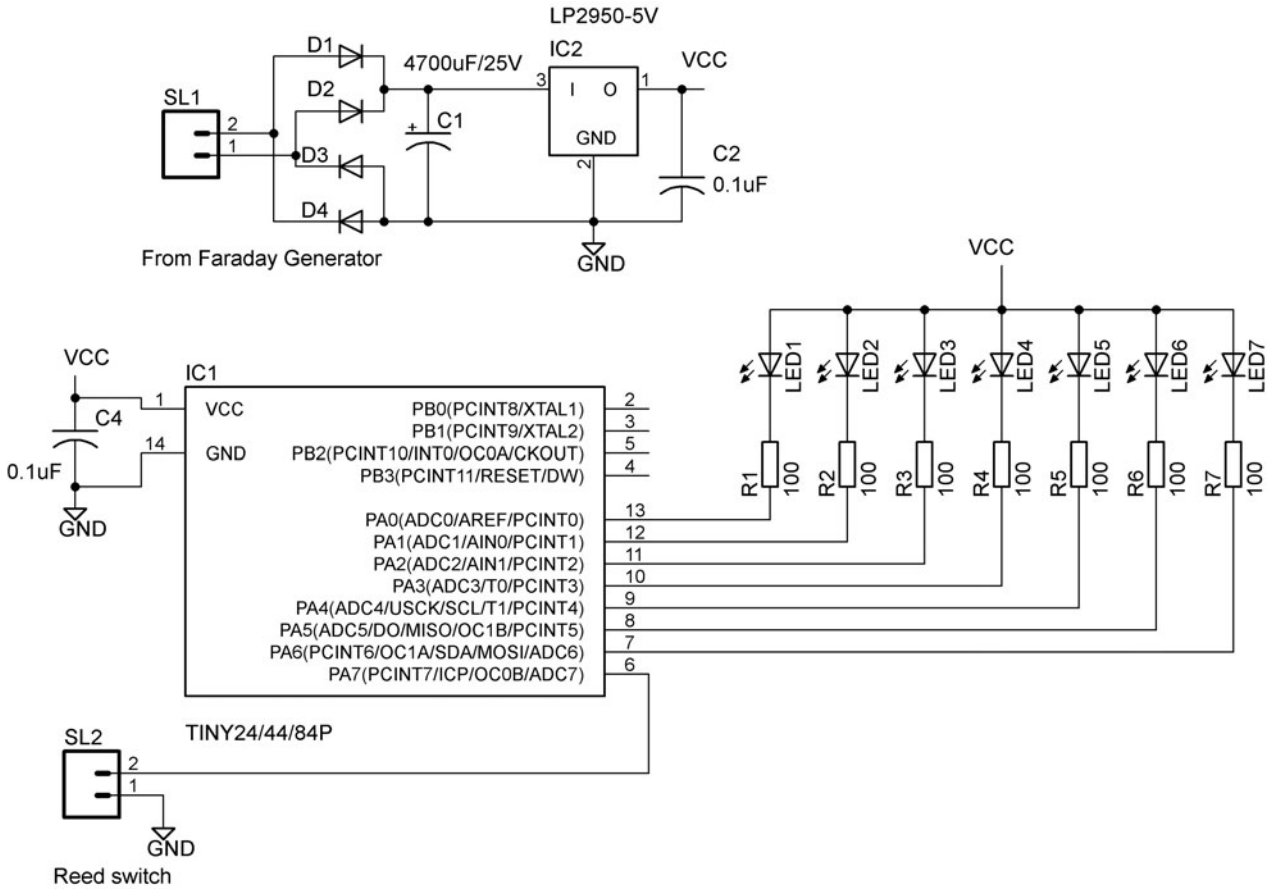 LP2950-5V
IC2
D1
4700uF/25V
VCC
3
I
O
1
D2
SL1
2
1
C1
+
GND
2
D3
C2
0.1uF
D4
From Faraday Generator
GND
VCC
LED1
LED2
LED3
LED4
LED5
LED6
LED7
VCC
IC1
1
VCC
C4
14
GND
0.1uF
GND
PB0(PCINT8/XTAL1)
2
PB1(PCINT9/XTAL2)
3
PB2(PCINT10/INT0/OC0A/CKOUT)
5
PB3(PCINT11/RESET/DW)
4
R1
100
R2
100
R3
100
R4
100
R5
100
R6
100
R7
100
PA0(ADC0/AREF/PCINT0)
13
PA1(ADC1/AIN0/PCINT1)
12
PA2(ADC2/AIN1/PCINT2)
11
PA3(ADC3/T0/PCINT3)
10
PA4(ADC4/USCK/SCL/T1/PCINT4)
9
PA5(ADC5/DO/MISO/OC1B/PCINT5)
8
PA6(PCINT6/OC1A/SDA/MOSI/ADC6)
7
PA7(PCINT7/ICP/OC0B/ADC7)
6
TINY24/44/84P
SL2
2
1
GND
Reed switch